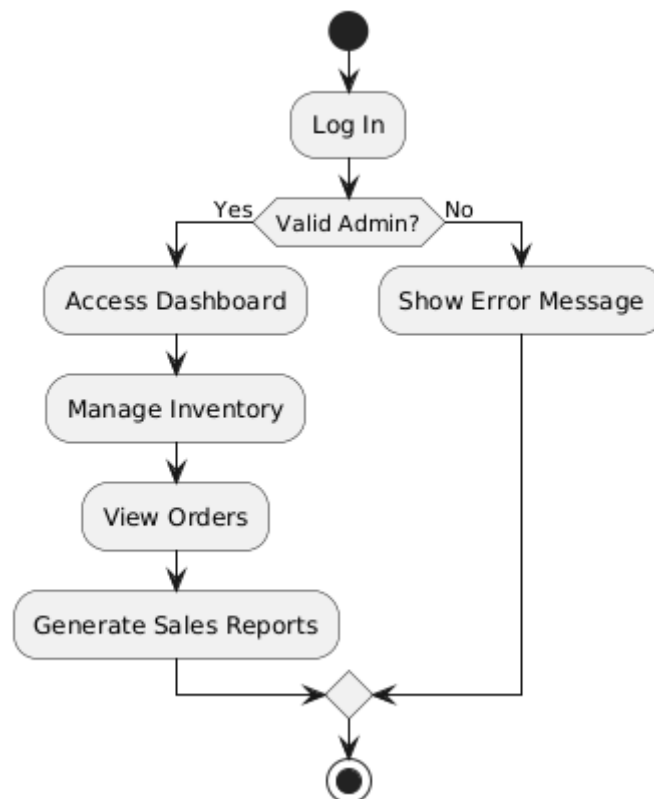 Log In
Yes
Valid Admin?
No
Access Dashboard
Show Error Message
Manage Inventory
View Orders
Generate Sales Reports